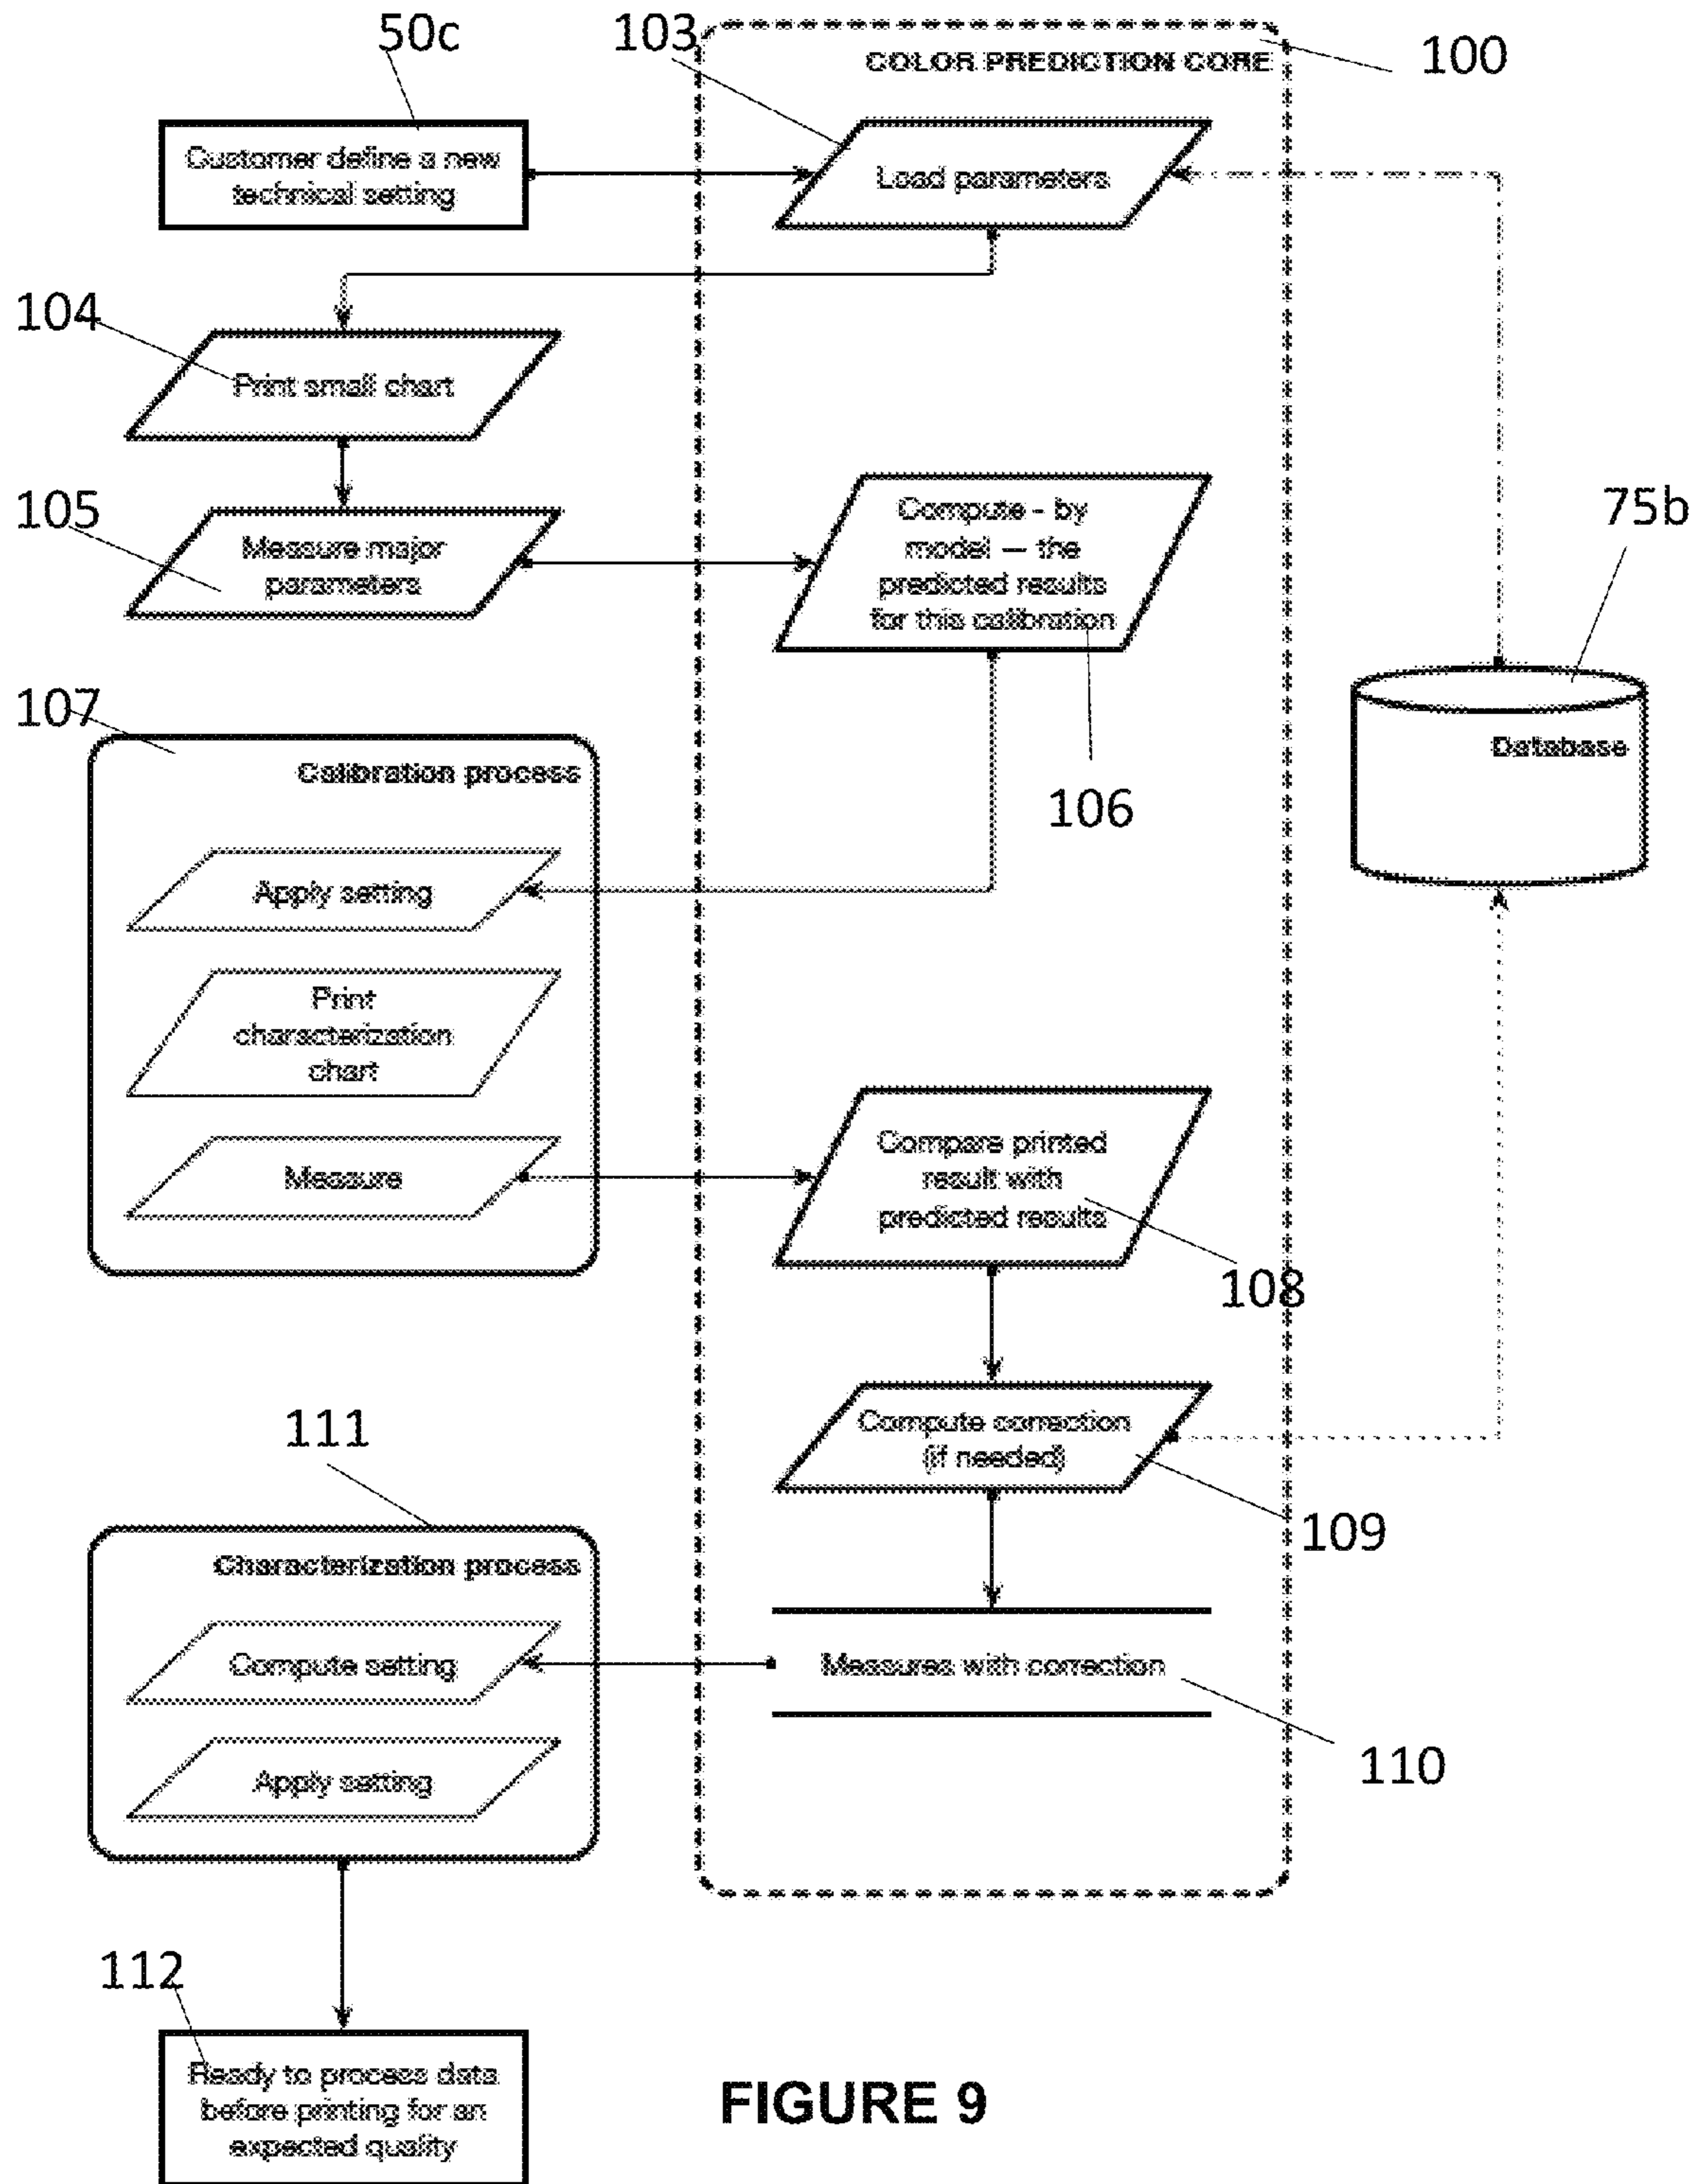 50c
103
COLOR PREDICTION CORE
100
Customer define a new
technical setting
Load parameters
104
Print small chart
105
Measure major
parameters
Compute - by
model — the
predicted results
for this calibration
75b
107
Calibration process
Database
106
Apply setting
Print
characterization
chart
Measure
Compare printed
result with
predicted results
108
111
Compute correction
(if needed)
109
Characterization process
Compute setting
Measures with correction
Apply setting
110
112
Ready to process data
before printing for an
expected quality
FIGURE 9